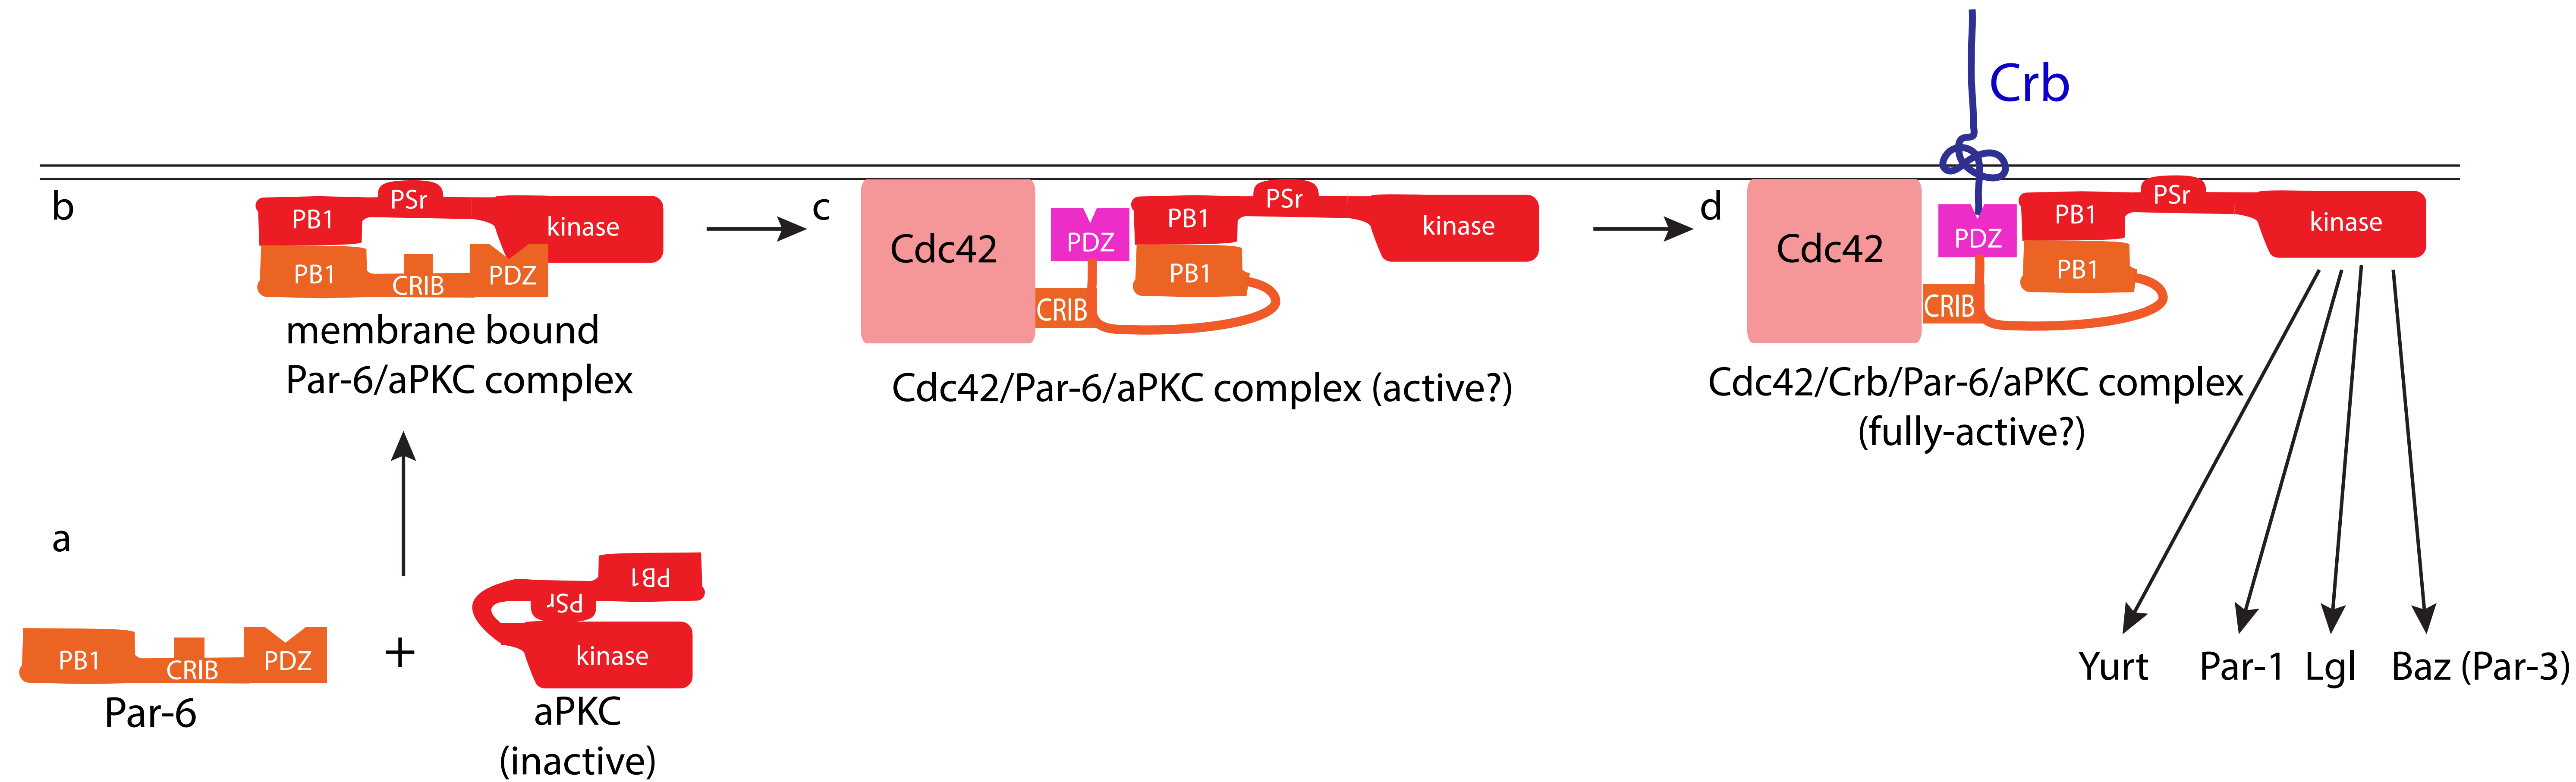 Crb
b
PB1
PSr
kinase
PB1
CRIB
PDZ
membrane bound
Par-6/aPKC complex
c
Cdc42
PDZ
PB1
PSr
kinase
PB1
CRIB
Cdc42/Par-6/aPKC complex (active?)
d
Cdc42
PDZ
PB1
PSr
kinase
PB1
CRIB
Cdc42/Crb/Par-6/aPKC complex
(fully-active?)
a
PB1
CRIB
PDZ
Par-6
+
PB1
PSr
kinase
aPKC
(inactive)
Yurt
Par-1
Lgl
Baz (Par-3)